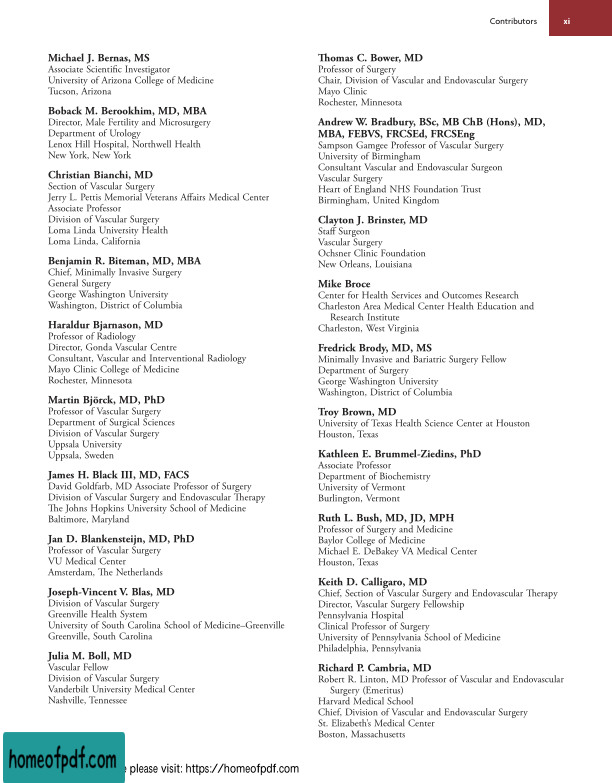 Contributors xi
Michael J. Bernas, MS
Associate Scientific Investigator
University of Arizona College of Medicine
Tucson, Arizona
Boback M. Berookhim, MD, MBA
Director, Male Fertility and Microsurgery
Department of Urology
Lenox Hill Hospital, Northwell Health
New York, New York
Christian Bianchi, MD
Section of Vascular Surgery
Jerry L. Pettis Memorial Veterans Affairs Medical Center
Associate Professor
Division of Vascular Surgery
Loma Linda University Health
Loma Linda, California
Benjamin R. Biteman, MD, MBA
Chief, Minimally Invasive Surgery
General Surgery
George Washington University
Washington, District of Columbia
Haraldur Bjarnason, MD
Professor of Radiology
Director, Gonda Vascular Centre
Consultant, Vascular and Interventional Radiology
Mayo Clinic College of Medicine
Rochester, Minnesota
Martin Björck, MD, PhD
Professor of Vascular Surgery
Department of Surgical Sciences
Division of Vascular Surgery
Uppsala University
Uppsala, Sweden
James H. Black III, MD, FACS
David Goldfarb, MD Associate Professor of Surgery
Division of Vascular Surgery and Endovascular Therapy
The Johns Hopkins University School of Medicine
Baltimore, Maryland
Jan D. Blankensteijn, MD, PhD
Professor of Vascular Surgery
VU Medical Center
Amsterdam, The Netherlands
Joseph-Vincent V. Blas, MD
Division of Vascular Surgery
Greenville Health System
University of South Carolina School of Medicine–Greenville
Greenville, South Carolina
Julia M. Boll, MD
Vascular Fellow
Division of Vascular Surgery
Vanderbilt University Medical Center
Nashville, Tennessee
Thomas C. Bower, MD
Professor of Surgery
Chair, Division of Vascular and Endovascular Surgery
Mayo Clinic
Rochester, Minnesota
Andrew W. Bradbury, BSc, MB ChB (Hons), MD,
MBA, FEBVS, FRCSEd, FRCSEng
Sampson Gamgee Professor of Vascular Surgery
University of Birmingham
Consultant Vascular and Endovascular Surgeon
Vascular Surgery
Heart of England NHS Foundation Trust
Birmingham, United Kingdom
Clayton J. Brinster, MD
Staff Surgeon
Vascular Surgery
Ochsner Clinic Foundation
New Orleans, Louisiana
Mike Broce
Center for Health Services and Outcomes Research
Charleston Area Medical Center Health Education and
Research Institute
Charleston, West Virginia
Fredrick Brody, MD, MS
Minimally Invasive and Bariatric Surgery Fellow
Department of Surgery
George Washington University
Washington, District of Columbia
Troy Brown, MD
University of Texas Health Science Center at Houston
Houston, Texas
Kathleen E. Brummel-Ziedins, PhD
Associate Professor
Department of Biochemistry
University of Vermont
Burlington, Vermont
Ruth L. Bush, MD, JD, MPH
Professor of Surgery and Medicine
Baylor College of Medicine
Michael E. DeBakey VA Medical Center
Houston, Texas
Keith D. Calligaro, MD
Chief, Section of Vascular Surgery and Endovascular Therapy
Director, Vascular Surgery Fellowship
Pennsylvania Hospital
Clinical Professor of Surgery
University of Pennsylvania School of Medicine
Philadelphia, Pennsylvania
Richard P. Cambria, MD
Robert R. Linton, MD Professor of Vascular and Endovascular
Surgery (Emeritus)
Harvard Medical School
Chief, Division of Vascular and Endovascular Surgery
St. Elizabeth's Medical Center
Boston, Massachusetts
homeofpdf.com
please visit: https://homeofpdf.com